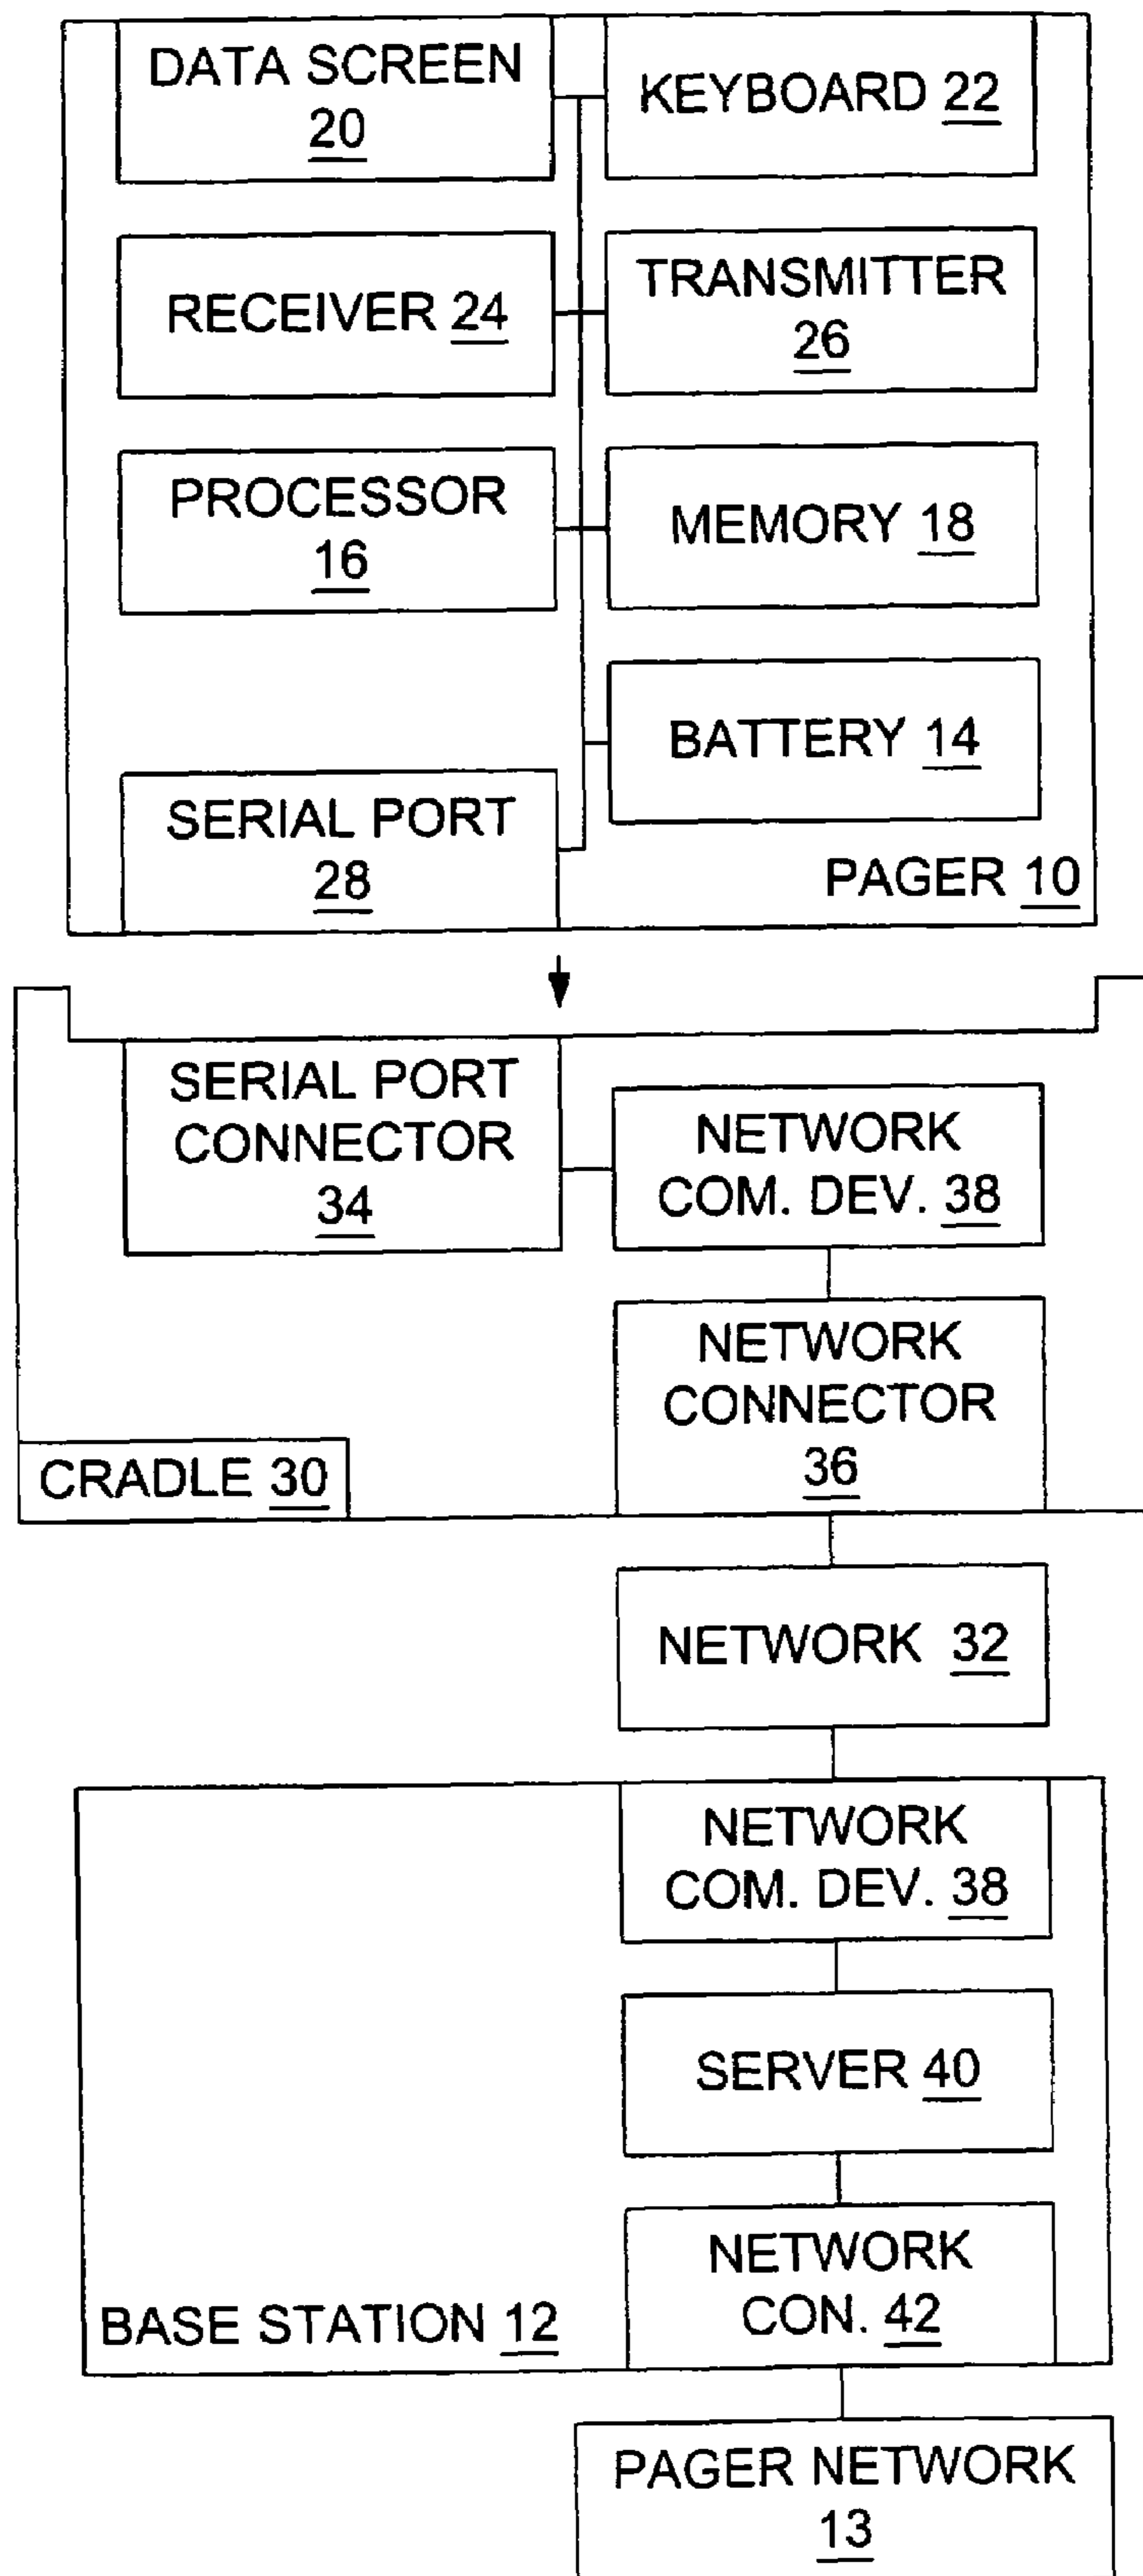 DATA SCREEN
20
KEYBOARD 22
RECEIVER 24
TRANSMITTER
26
PROCESSOR
16
MEMORY 18
BATTERY 14
SERIAL PORT
28
PAGER 10
SERIAL PORT
CONNECTOR
34
NETWORK
COM. DEV. 38
NETWORK
CONNECTOR
36
CRADLE 30
NETWORK 32
NETWORK
COM. DEV. 38
SERVER 40
NETWORK
CON. 42
BASE STATION 12
PAGER NETWORK
13